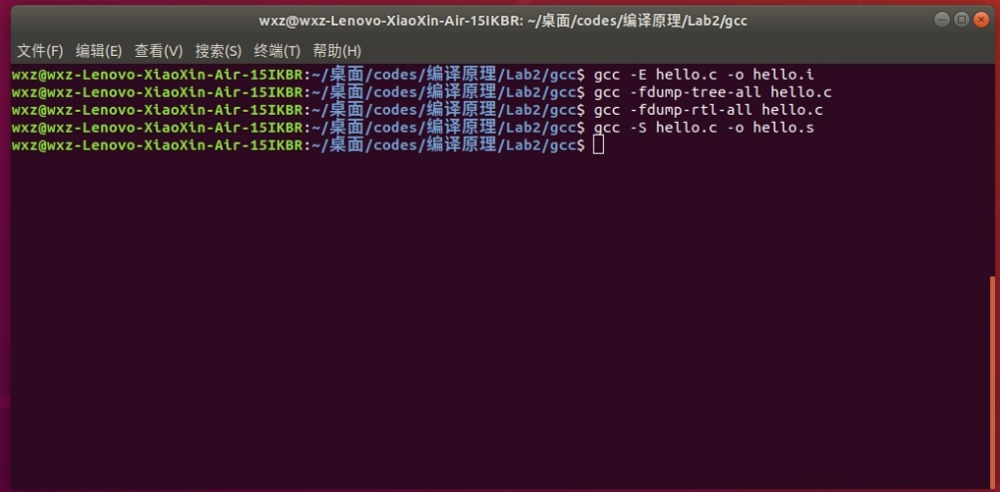 wxz@wxz-Lenovo-XiaoXin-Air-15IKBR: ~/桌面/codes/编译原理/Lab2/gcc
文件(F) 编辑(E) 查看(V) 搜索(S) 终端(T) 帮助(H)
wxz@wxz-Lenovo-XiaoXin-Air-15IKBR:~/桌面/codes/编译原理/Lab2/gcc$ gcc -E hello.c -o hello.i
wxz@wxz-Lenovo-XiaoXin-Air-15IKBR:~/桌面/codes/编译原理/Lab2/gcc$ gcc -fdump-tree-all hello.c
wxz@wxz-Lenovo-XiaoXin-Air-15IKBR:~/桌面/codes/编译原理/Lab2/gcc$ gcc -fdump-rtl-all hello.c
wxz@wxz-Lenovo-XiaoXin-Air-15IKBR:~/桌面/codes/编译原理/Lab2/gcc$ gcc -S hello.c -o hello.s
wxz@wxz-Lenovo-XiaoXin-Air-15IKBR:~/桌面/codes/编译原理/Lab2/gcc$